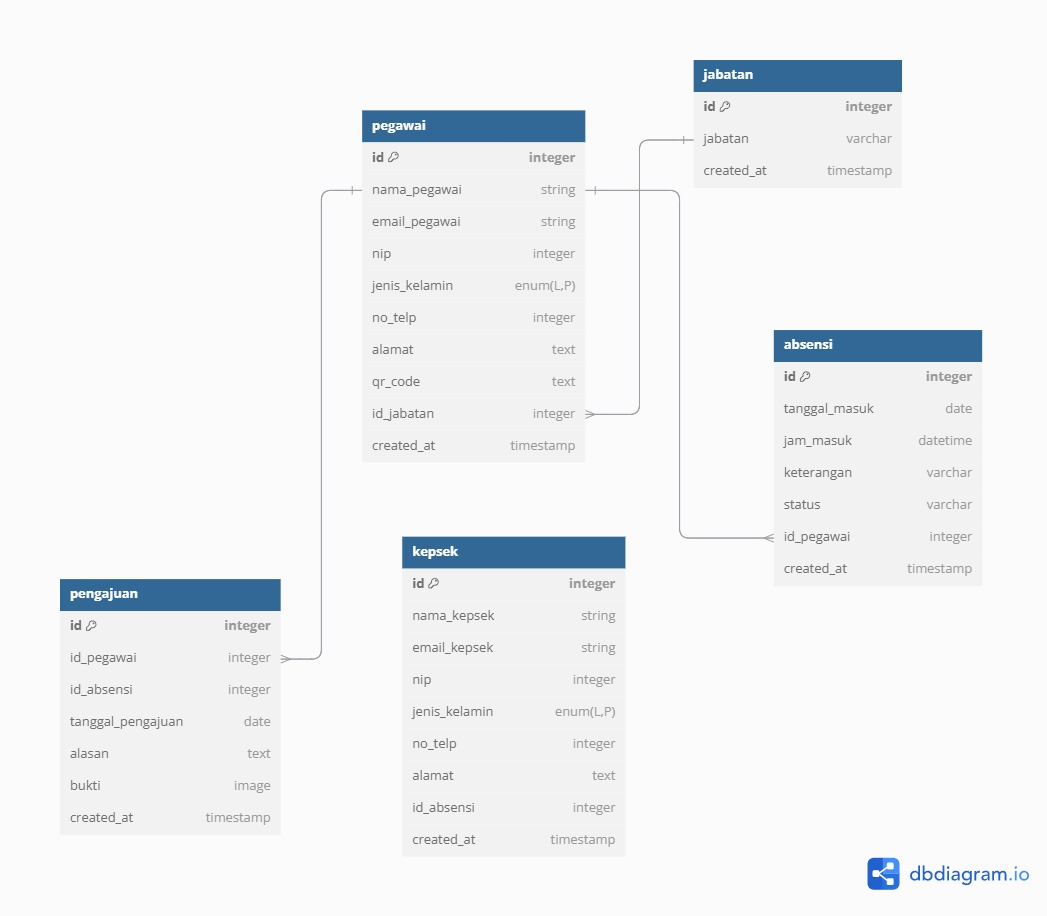 jabatan
id integer
jabatan varchar
created_at timestamp
pegawai
id integer
nama_pegawai string
email_pegawai string
nip integer
jenis_kelamin enum(L,P)
no_telp integer
alamat text
qr_code text
id_jabatan integer
created_at timestamp
absensi
id integer
tanggal_masuk date
jam_masuk datetime
keterangan varchar
status varchar
id_pegawai integer
created_at timestamp
kepsek
id integer
nama_kepsek string
email_kepsek string
nip integer
jenis_kelamin enum(L,P)
no_telp integer
alamat text
id_absensi integer
created_at timestamp
pengajuan
id integer
id_pegawai integer
id_absensi integer
tanggal_pengajuan date
alasan text
bukti image
created_at timestamp
dbdiagram.io